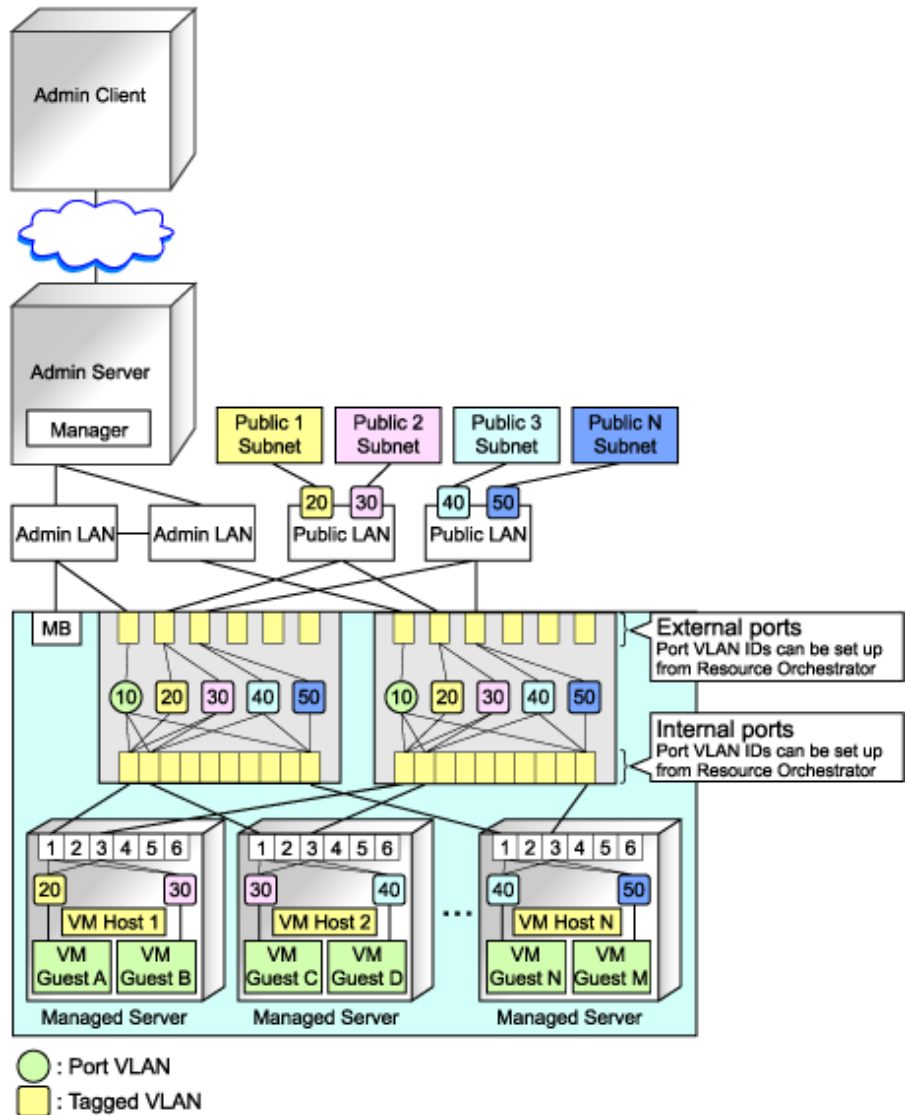 Admin Client
Admin Server
Manager
Public 1
Subnet
Public 2
Subnet
Public 3
Subnet
Public N
Subnet
20
30
40
50
Admin LAN
Admin LAN
Public LAN
Public LAN
MB
External ports
Port VLAN IDs can be set up
from Resource Orchestrator
10
20
30
40
50
10
20
30
40
50
Internal ports
Port VLAN IDs can be set up
from Resource Orchestrator
1 2 3 4 5 6
20
30
VM Host 1
VM
Guest A
VM
Guest B
Managed Server
1 2 3 4 5 6
30
40
VM Host 2
VM
Guest C
VM
Guest D
Managed Server
...
1 2 3 4 5 6
40
50
VM Host N
VM
Guest N
VM
Guest M
Managed Server
: Port VLAN
: Tagged VLAN